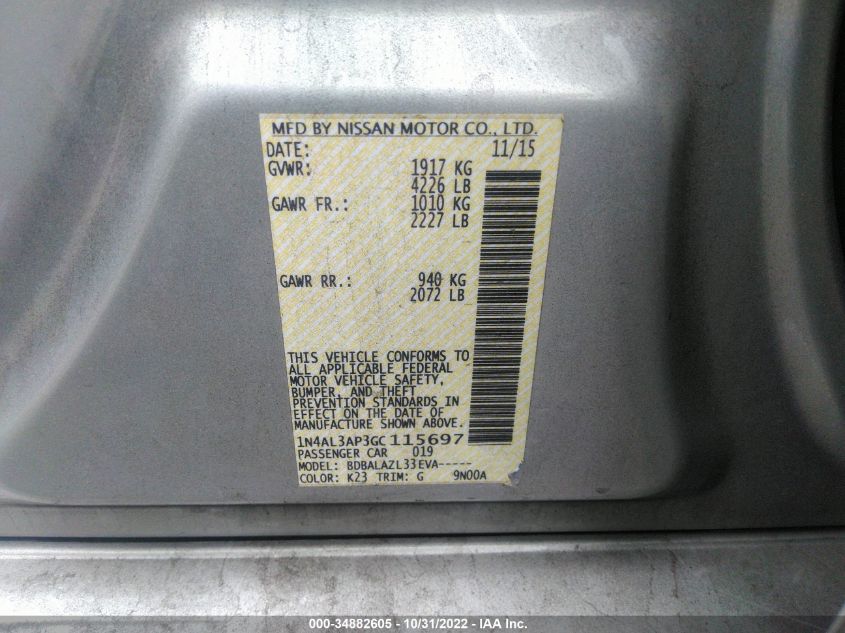 MFD BY NISSAN MOTOR CO., LTD.
DATE: 11/15
GVWR: 1917 KG
4226 LB
GAWR FR.: 1010 KG
2227 LB
GAWR RR.: 940 KG
2072 LB
THIS VEHICLE CONFORMS TO
ALL APPLICABLE FEDERAL
MOTOR VEHICLE SAFETY,
BUMPER, AND THEFT
PREVENTION STANDARDS IN
EFFECT ON THE DATE OF
MANUFACTURE SHOWN ABOVE.
1N4AL3AP3GC115697
PASSENGER CAR 019
MODEL: BDBALAZL33EVA-----
COLOR: K23 TRIM: G 9N00A
000-34882605 - 10/31/2022 - IAA Inc.